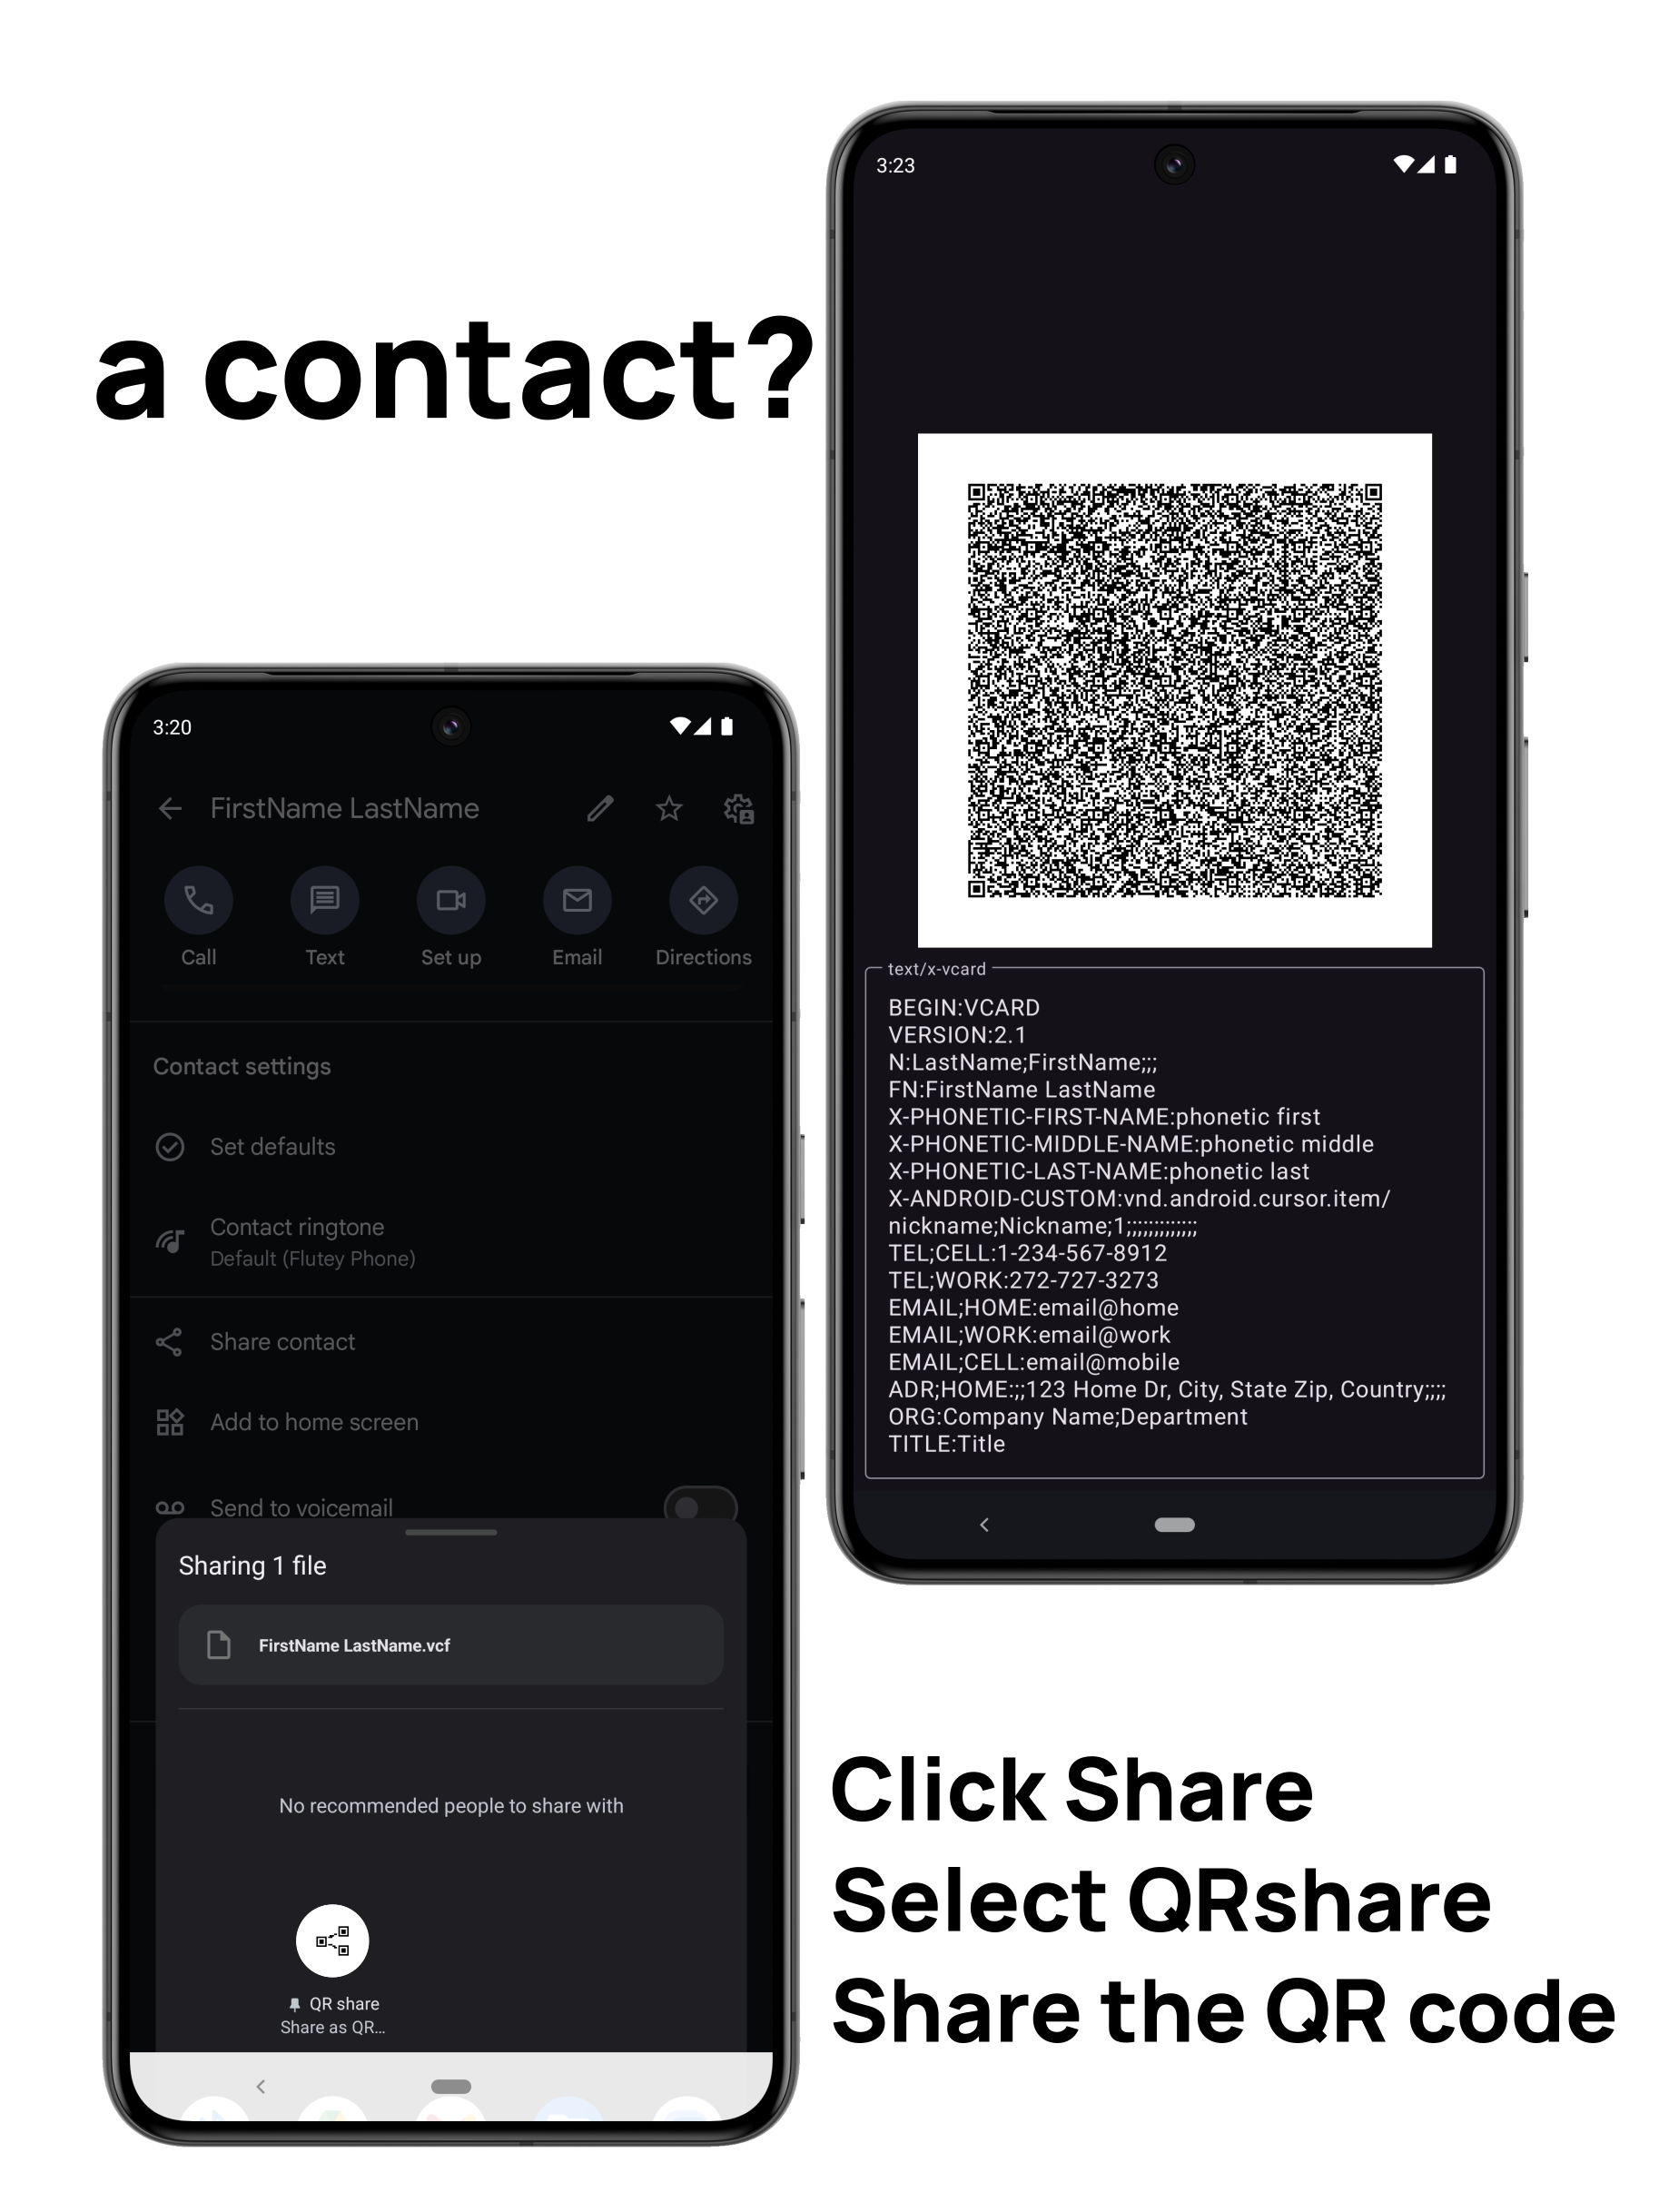 a contact?
3:23
text/x-vcard
BEGIN:VCARD
VERSION:2.1
N:LastName;FirstName;;;
FN:FirstName LastName
X-PHONETIC-FIRST-NAME:phonetic first
X-PHONETIC-MIDDLE-NAME:phonetic middle
X-PHONETIC-LAST-NAME:phonetic last
X-ANDROID-CUSTOM:vnd.android.cursor.item/
nickname;Nickname;1;;;;;;;;;;;;;
TEL;CELL:1-234-567-8912
TEL;WORK:272-727-3273
EMAIL;HOME:email@home
EMAIL;WORK:email@work
EMAIL;CELL:email@mobile
ADR;HOME:;;;123 Home Dr, City, State Zip, Country;;;;
ORG:Company Name;Department
TITLE:Title
3:20
FirstName LastName
Call Text Set up Email Directions
Contact settings
Set defaults
Contact ringtone
Default (Flutey Phone)
Share contact
Add to home screen
Send to voicemail
Sharing 1 file
FirstName LastName.vcf
No recommended people to share with
QR share
Share as QR...
Click Share
Select QRshare
Share the QR code